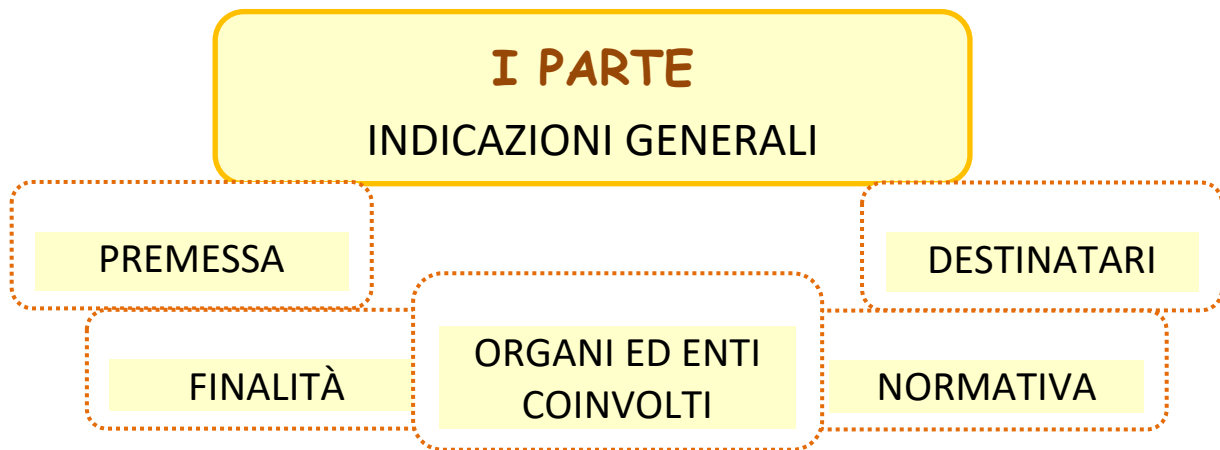 I PARTE
INDICAZIONI GENERALI
PREMESSA
DESTINATARI
FINALITÀ
ORGANI ED ENTI
COINVOLTI
NORMATIVA